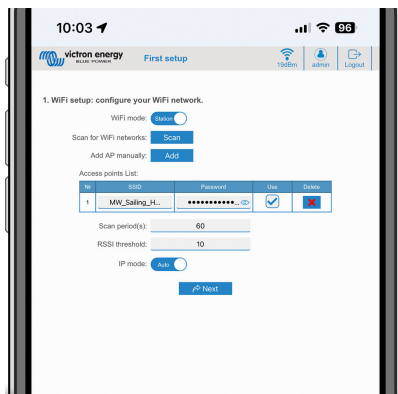 10:03
96
victron energy
BLUE POWER
First setup
19dBm
admin
Logout
1. WiFi setup: configure your WiFi network.
WiFi mode: Station
Scan for WiFi networks: Scan
Add AP manually: Add
Access points List:
Nr SSID Password Use Delete
1 MW_Sailing_H... ●●●●●●●●●●●...
Scan period(s): 60
RSSI threshold: 10
IP mode: Auto
Next